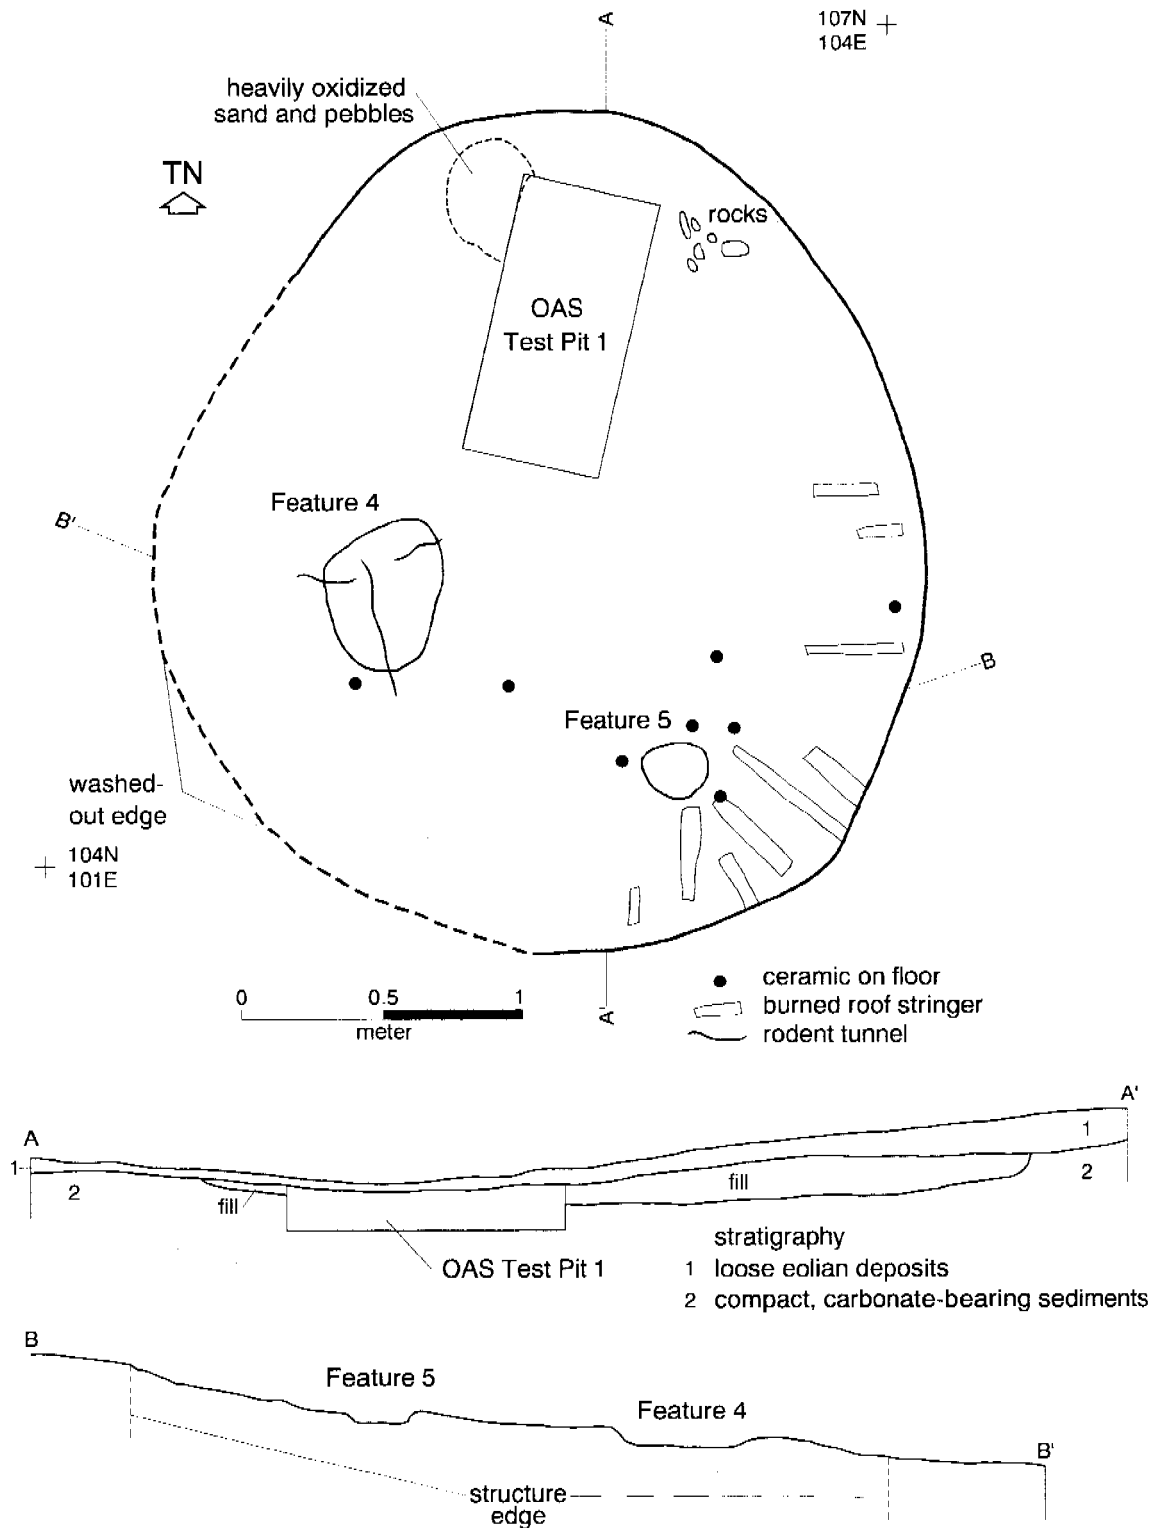 A
107N
104E
heavily oxidized
sand and pebbles
TN
rocks
OAS
Test Pit 1
Feature 4
B'
B
Feature 5
washed-
out edge
104N
101E
0 0.5 1
meter
A'
ceramic on floor
burned roof stringer
rodent tunnel
A'
A
1
1
2
2
fill
fill
OAS Test Pit 1
stratigraphy
1 loose eolian deposits
2 compact, carbonate-bearing sediments
B
Feature 5
Feature 4
B'
structure
edge